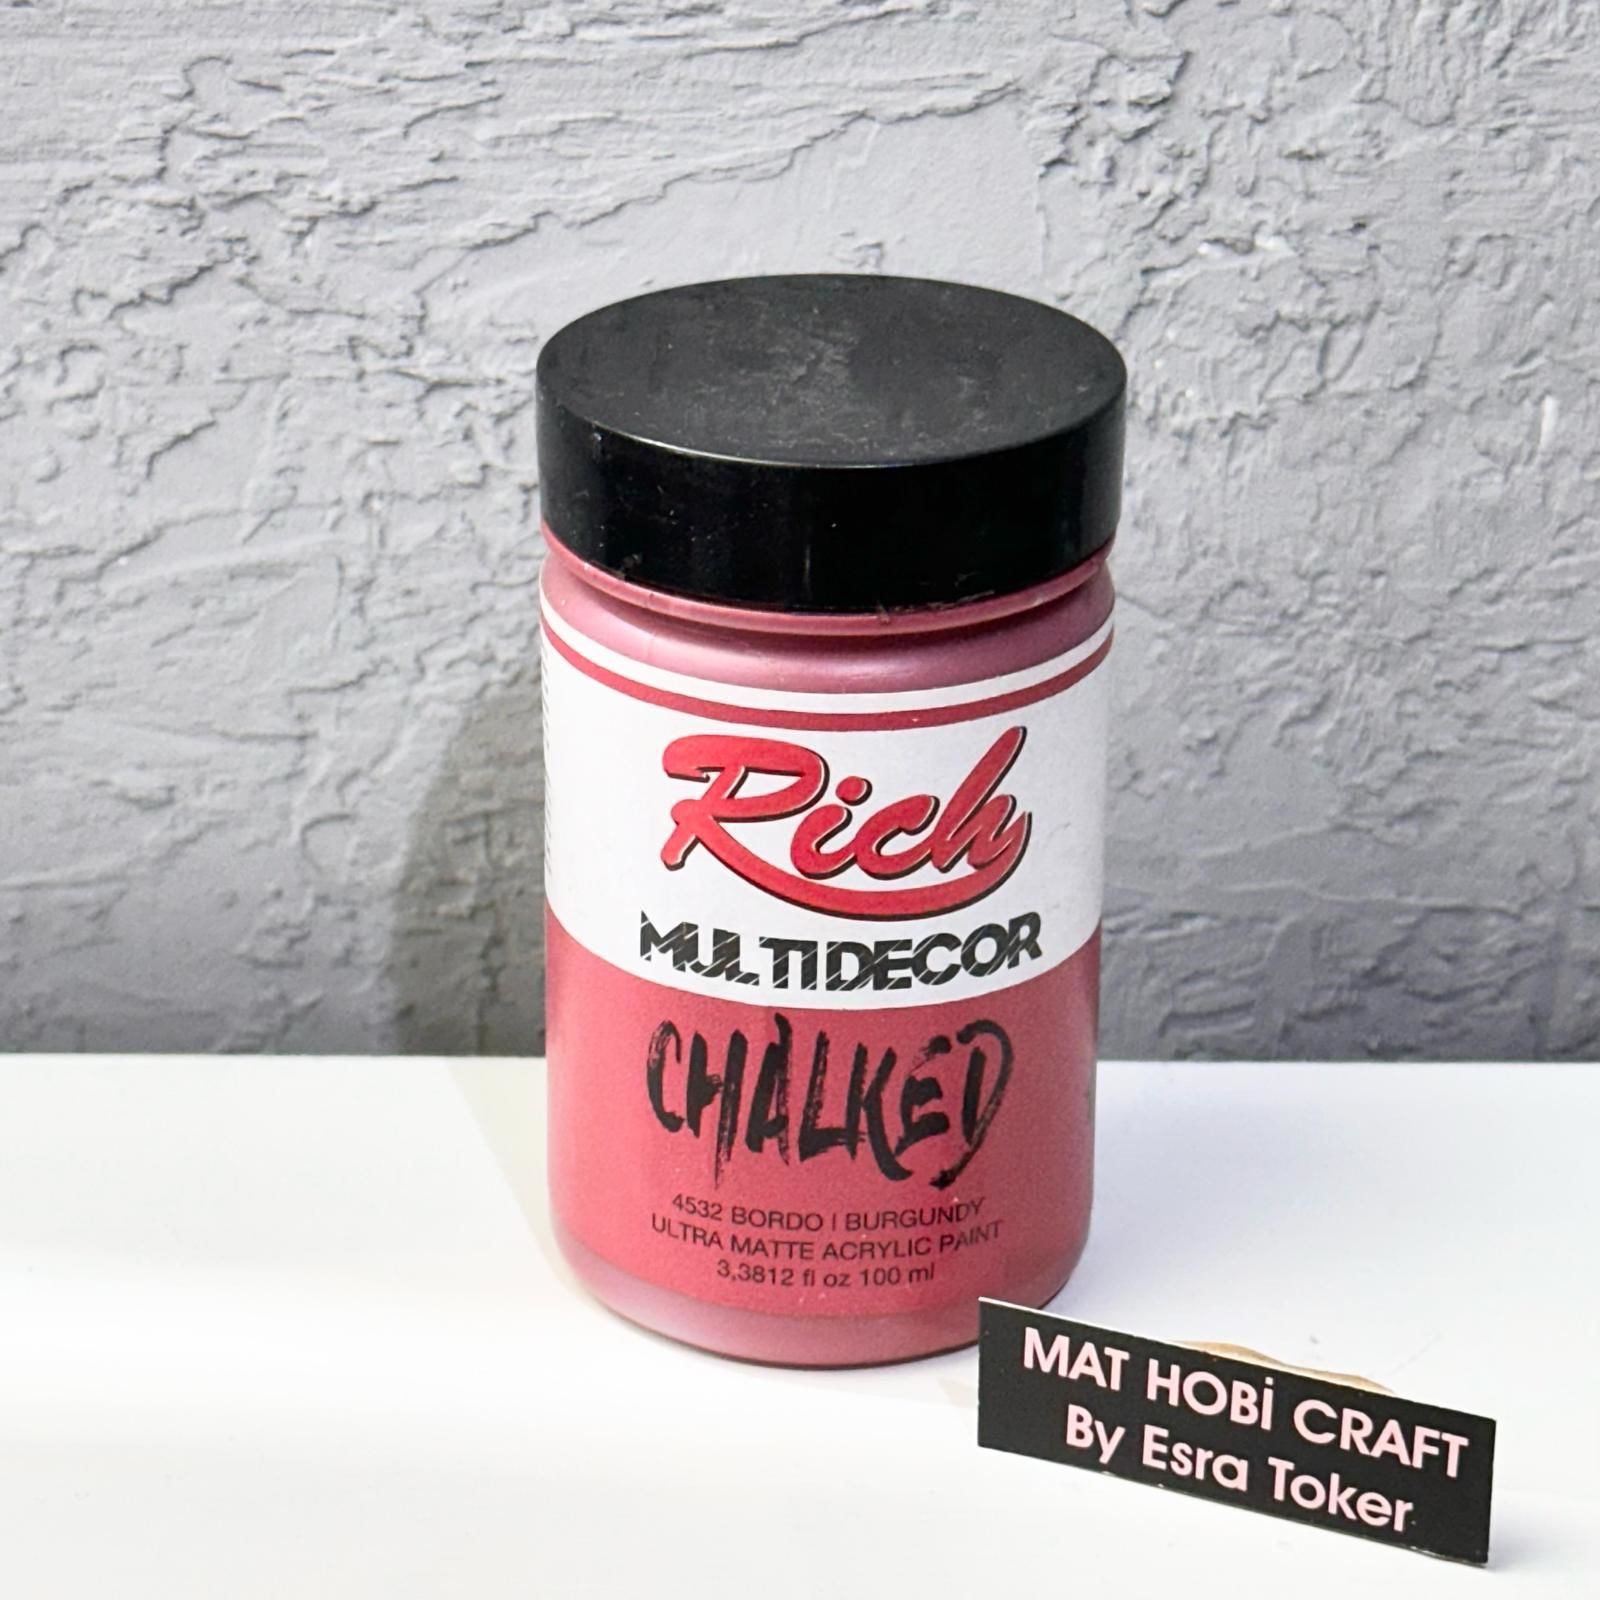 Rich
MULTIDECOR
CHALKED
4532 BORDO | BURGUNDY
ULTRA MATTE ACRYLIC PAINT
3,3812 fl oz 100 ml
MAT HOBİ CRAFT
By Esra Toker